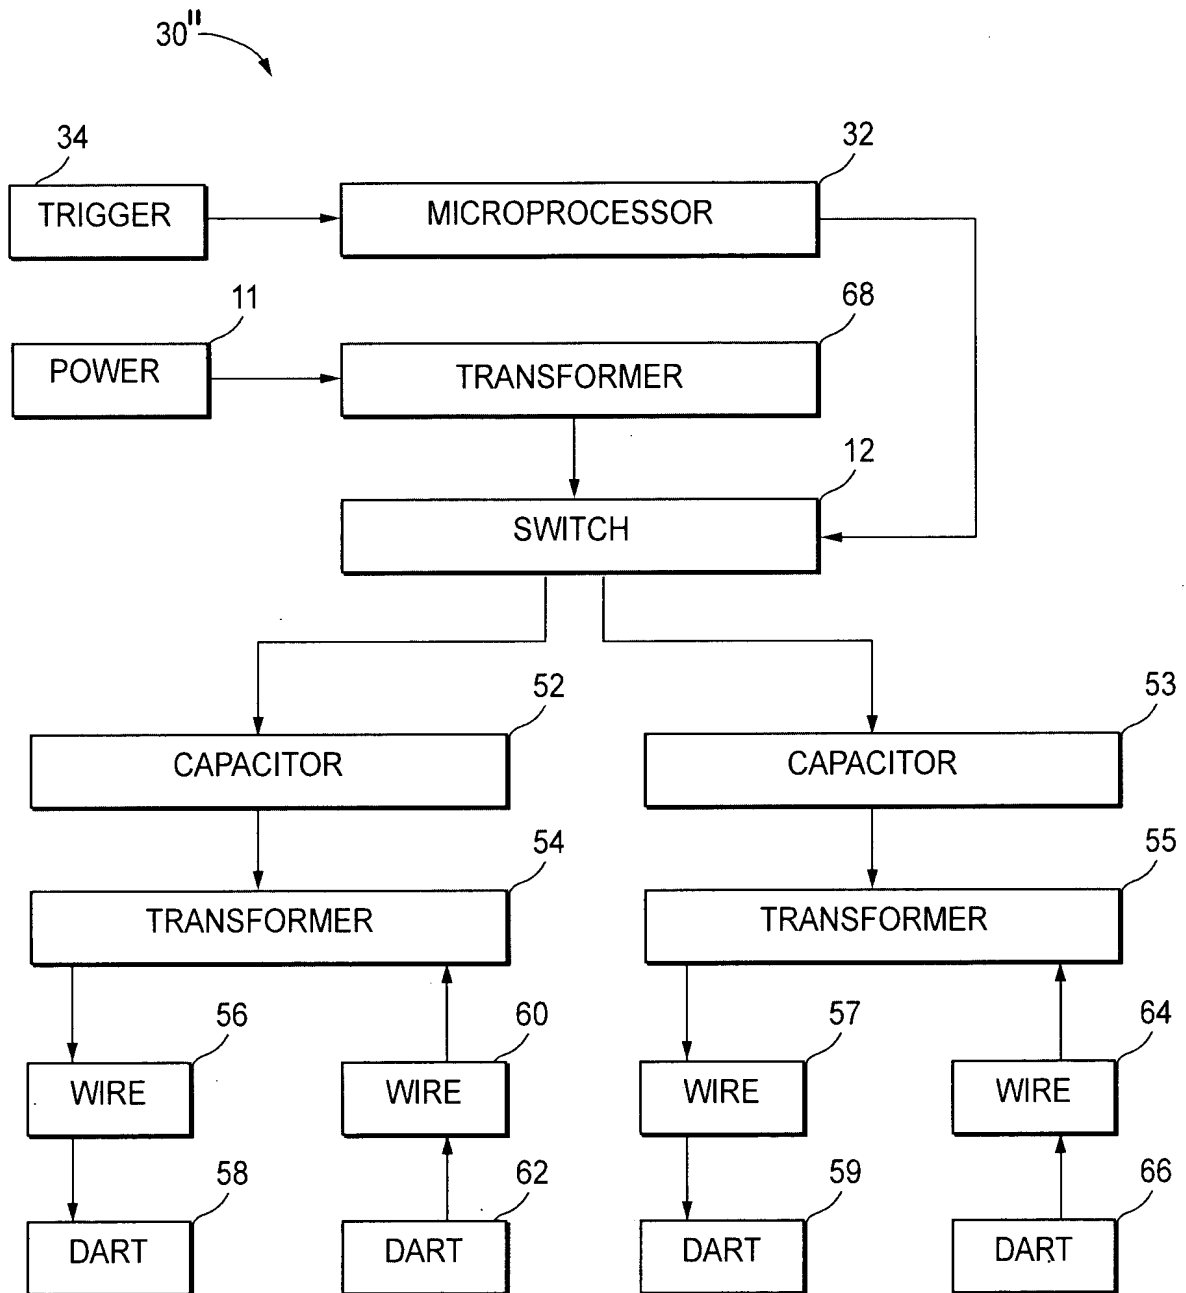 30"
34
32
TRIGGER
MICROPROCESSOR
11
68
POWER
TRANSFORMER
12
SWITCH
52
53
CAPACITOR
CAPACITOR
54
55
TRANSFORMER
TRANSFORMER
56
60
57
64
WIRE
WIRE
WIRE
WIRE
58
62
59
66
DART
DART
DART
DART